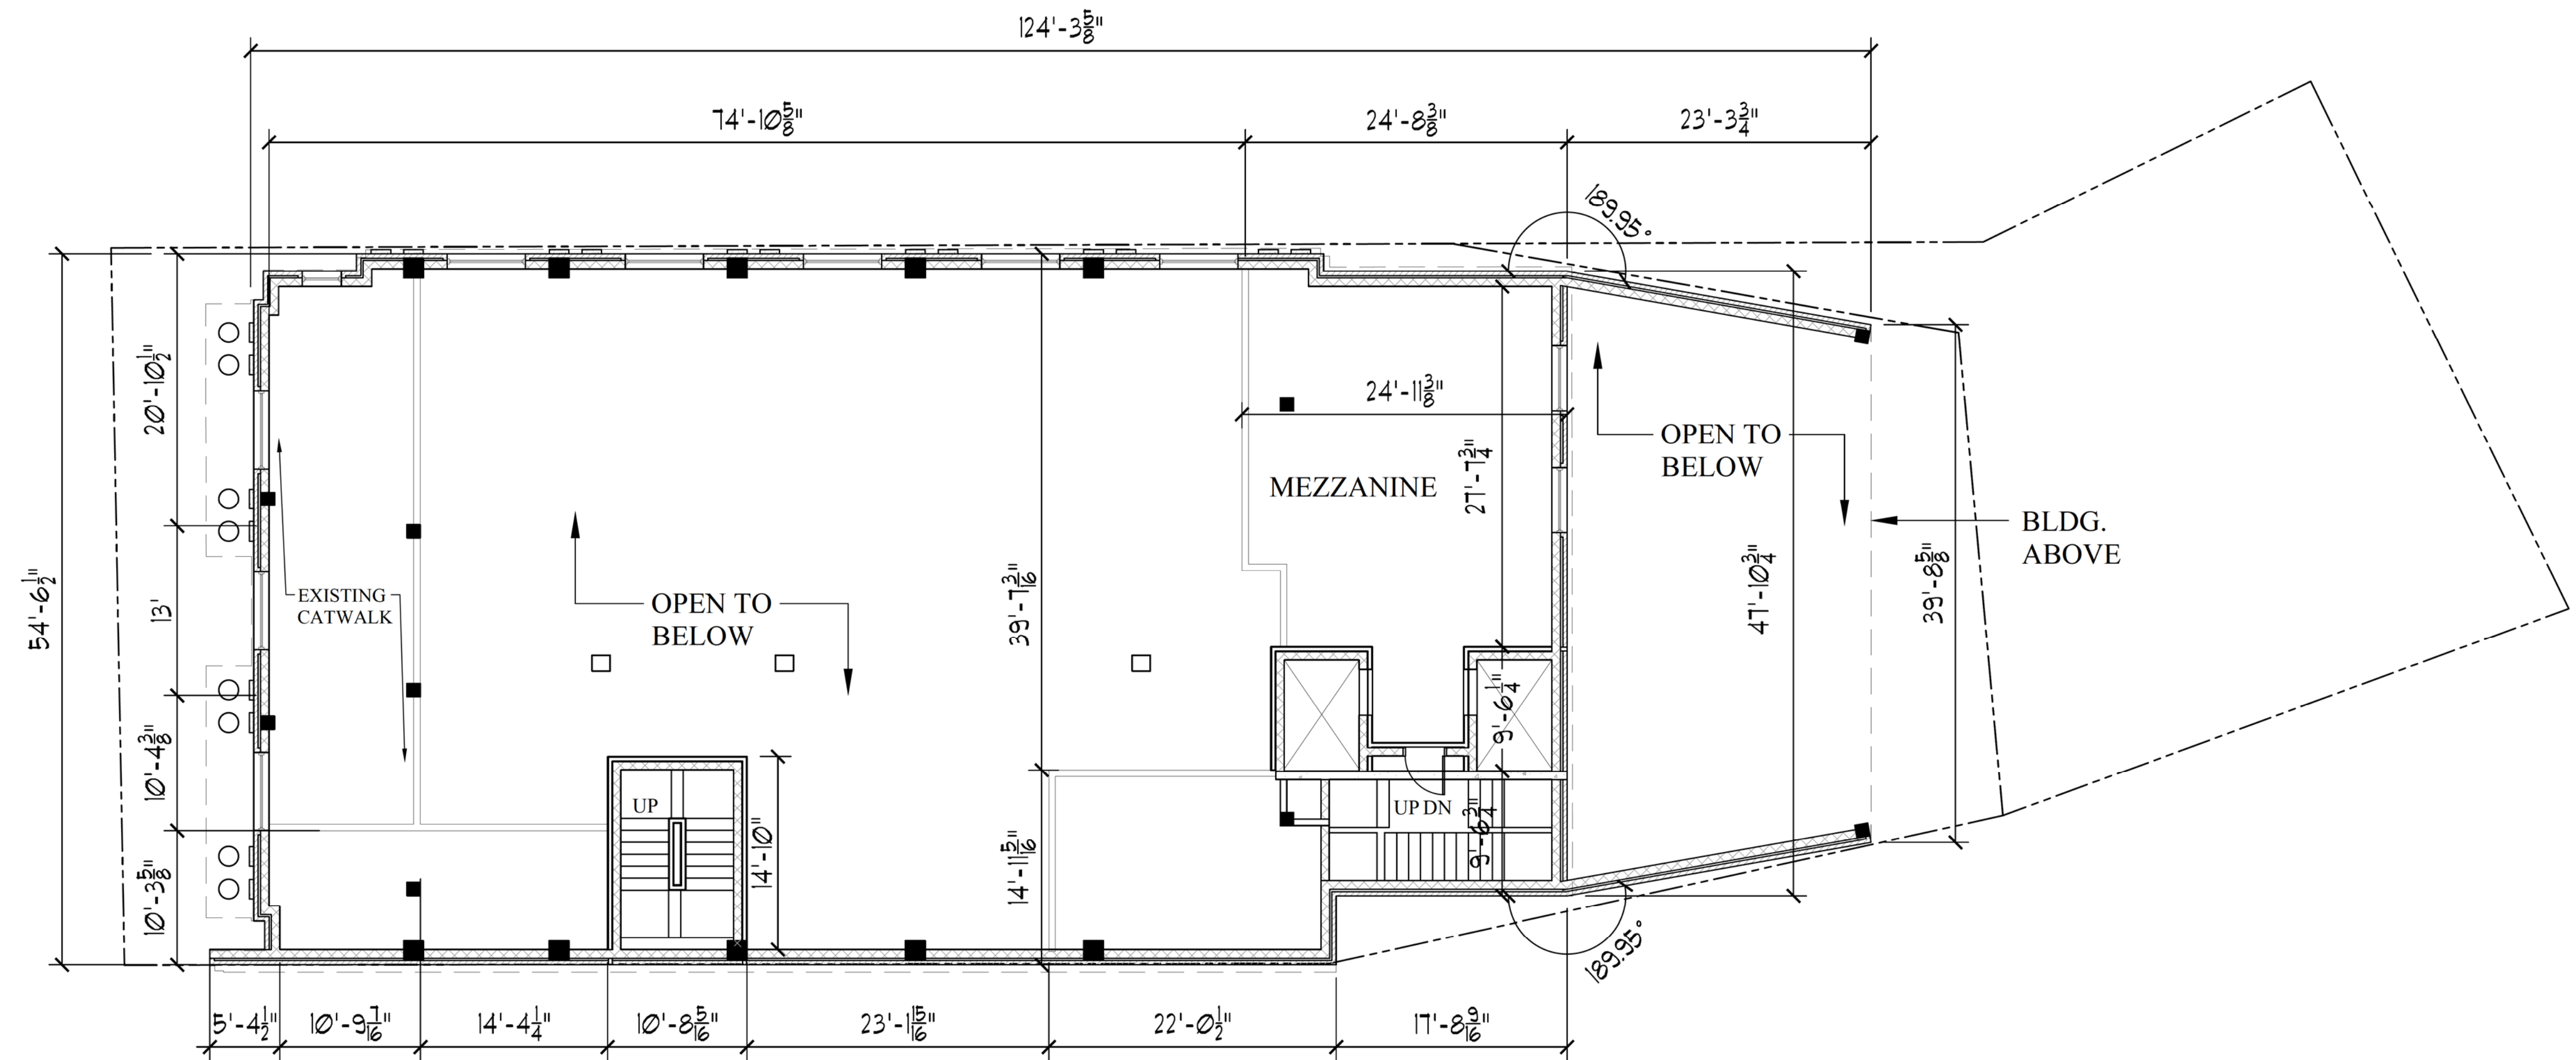 124'-3 5/8"
74'-10 5/8"
24'-8 3/8"
23'-3 3/4"
189.95°
20'-10 1/2"
24'-11 3/8"
OPEN TO
BELOW
MEZZANINE
27'-7 3/4"
BLDG.
ABOVE
54'-6 1/2"
13'
EXISTING
CATWALK
OPEN TO
BELOW
39'-7 3/16"
47'-10 3/4"
39'-8 5/8"
9'-6 1/4"
10'-4 3/8"
UP
14'-10"
UP DN
9'-6 3/4"
10'-3 5/8"
14'-11 5/16"
189.95°
5'-4 1/2"
10'-9 7/16"
14'-4 1/4"
10'-8 5/16"
23'-1 15/16"
22'-0 1/2"
17'-8 9/16"